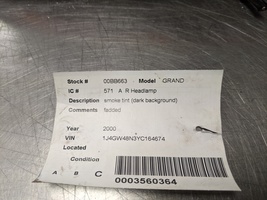 Stock # 00BB663 Model GRAND
IC # 571 A R Headlamp
Description smoke tint (dark background)
Comments fadded
Year 2000
VIN 1J4GW48N3YC164674
Located
Condition
A B C 0003560364